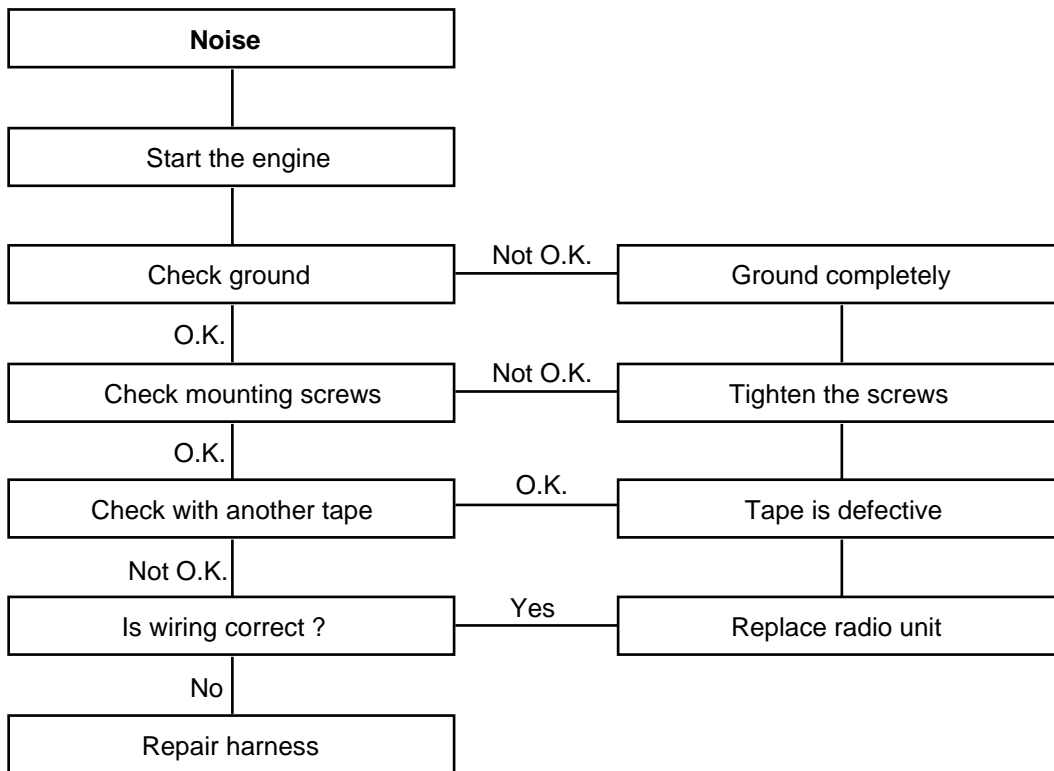 Noise
Start the engine
Check ground
Not O.K.
Ground completely
O.K.
Check mounting screws
Not O.K.
Tighten the screws
O.K.
Check with another tape
O.K.
Tape is defective
Not O.K.
Is wiring correct ?
Yes
Replace radio unit
No
Repair harness